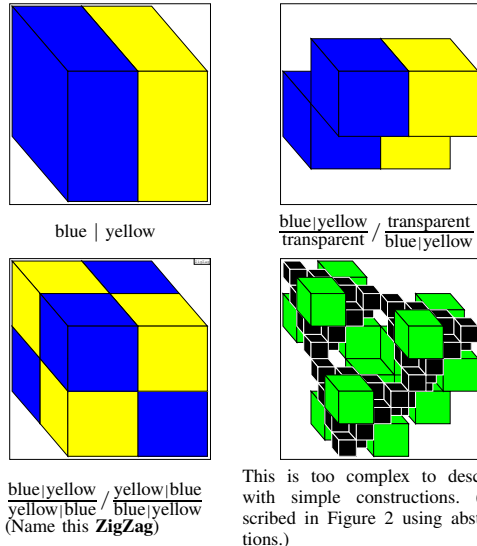 blue | yellow
blue|yellow / transparent
transparent / blue|yellow
blue|yellow / yellow|blue
yellow|blue / blue|yellow
(Name this ZigZag)
This is too complex to desc
with simple constructions. (
scribed in Figure 2 using abst
tions.)